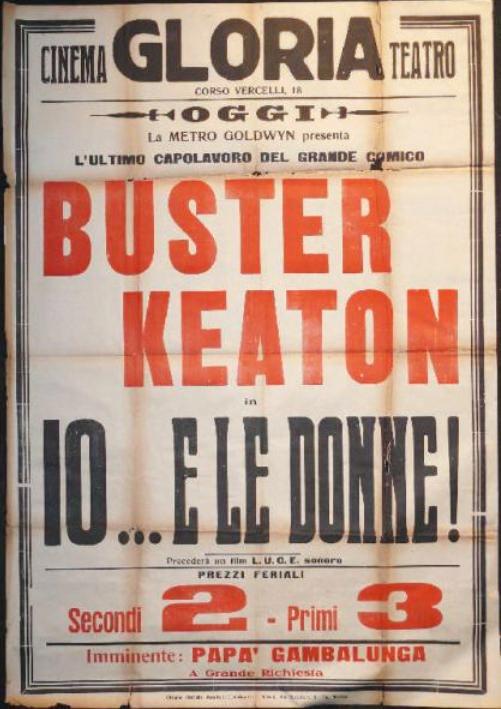 CINEMA GLORIA TEATRO
CORSO VERCELLI, 18
OGGI
La METRO GOLDWYN presenta
L'ULTIMO CAPOLAVORO DEL GRANDE COMICO
BUSTER
KEATON
in
IO... E LE DONNE!
Precederà un film L.U.C.E. sonoro
PREZZI FERIALI
Secondi 2 - Primi 3
Imminente: PAPA' GAMBALUNGA
A Grande Richiesta